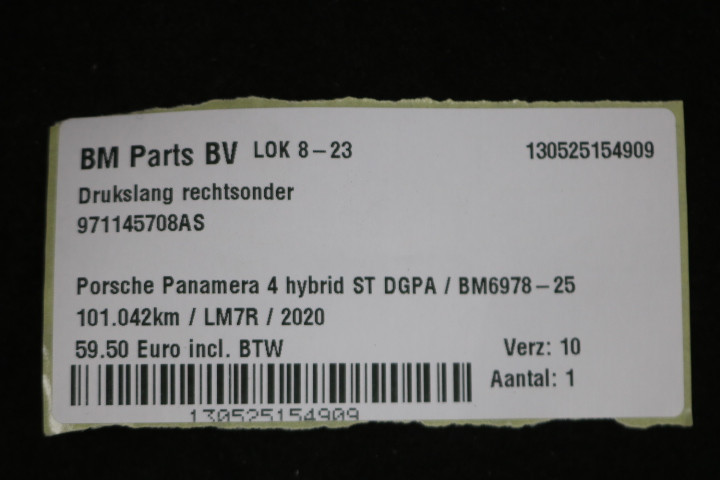 BM Parts BV LOK 8-23 130525154909
Drukslang rechtsonder
971145708AS
Porsche Panamera 4 hybrid ST DGPA / BM6978-25
101.042km / LM7R / 2020
59.50 Euro incl. BTW Verz: 10
Aantal: 1
130525154909